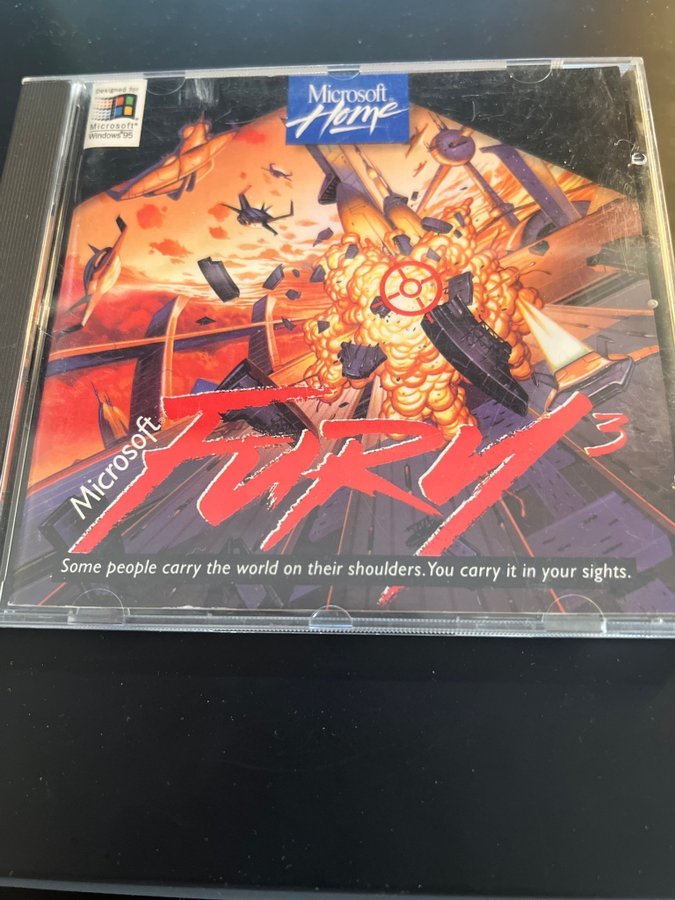 Designed for
Microsoft®
Windows®95
Microsoft
Home
Microsoft®
FURY³
Some people carry the world on their shoulders. You carry it in your sights.